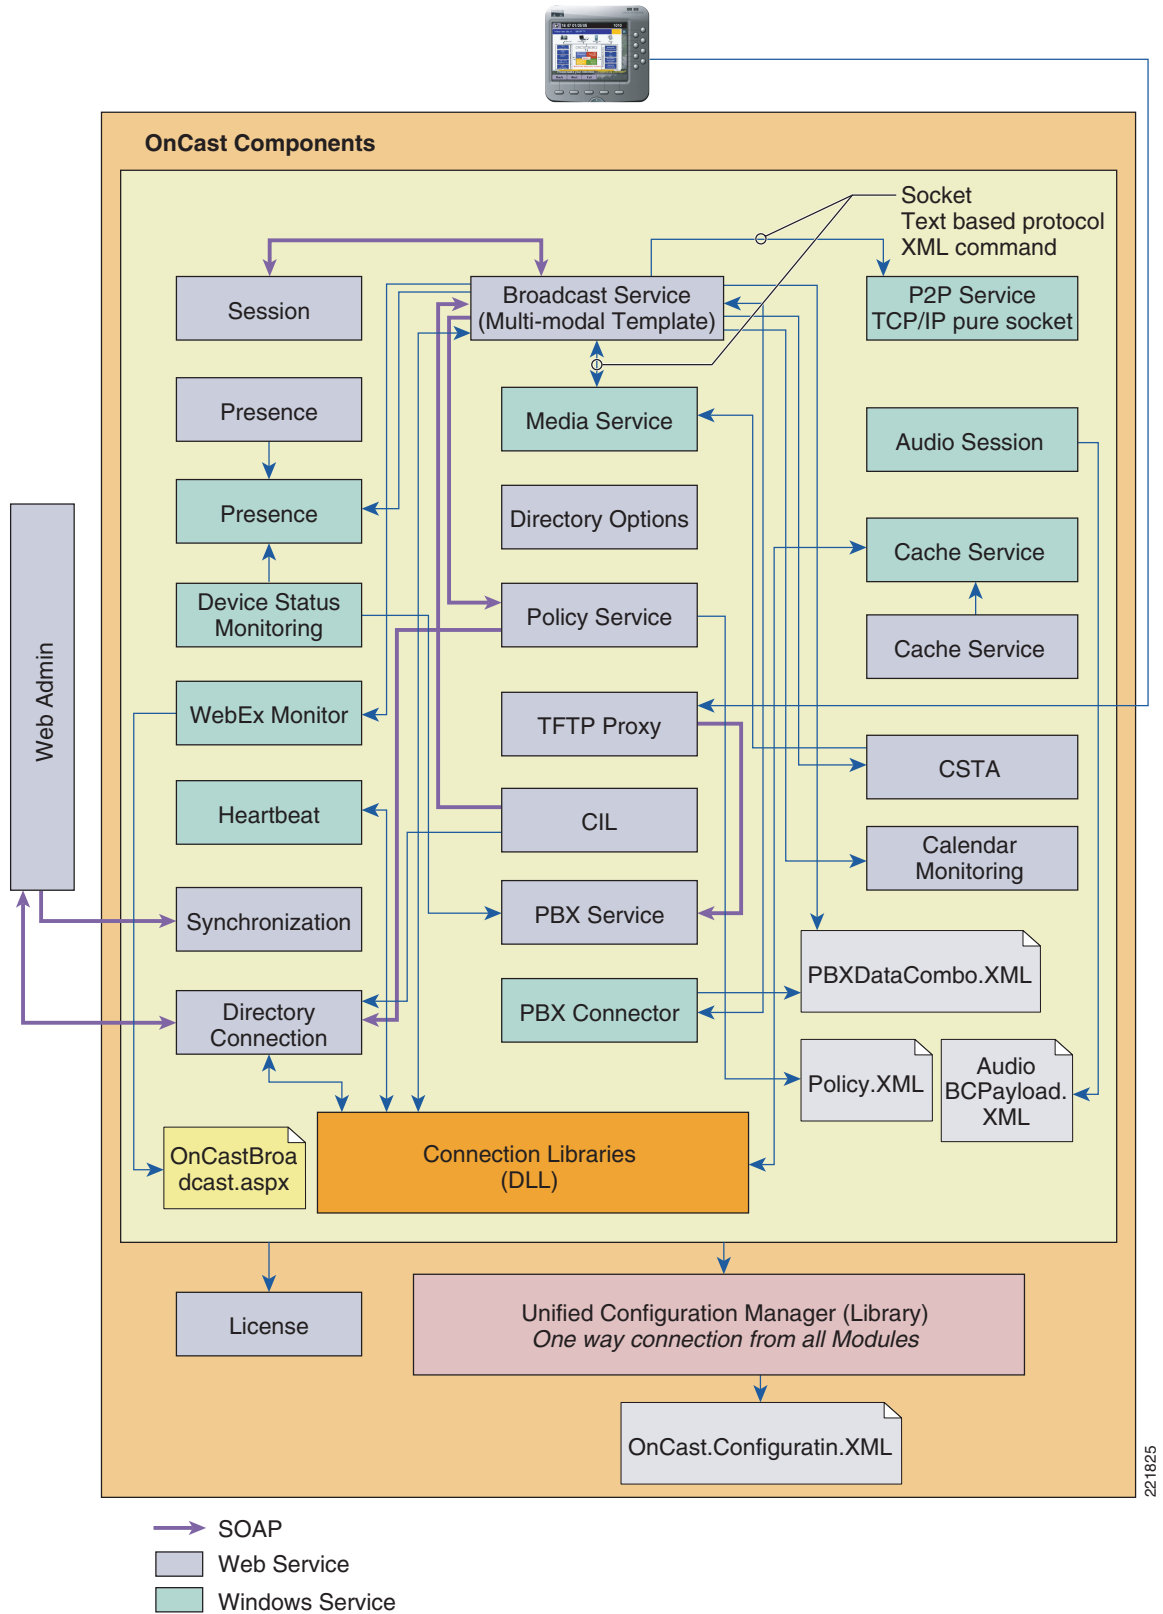 OnCast Components
Socket
Text based protocol
XML command
Session
Broadcast Service
(Multi-modal Template)
P2P Service
TCP/IP pure socket
Presence
Media Service
Audio Session
Presence
Directory Options
Cache Service
Device Status
Monitoring
Policy Service
Cache Service
Web Admin
WebEx Monitor
TFTP Proxy
CSTA
Heartbeat
CIL
Calendar
Monitoring
Synchronization
PBX Service
PBXDataCombo.XML
Directory
Connection
PBX Connector
Policy.XML
Audio
BCPayload.
XML
OnCastBroa
dcast.aspx
Connection Libraries
(DLL)
License
Unified Configuration Manager (Library)
One way connection from all Modules
OnCast.Configuratin.XML
221825
SOAP
Web Service
Windows Service